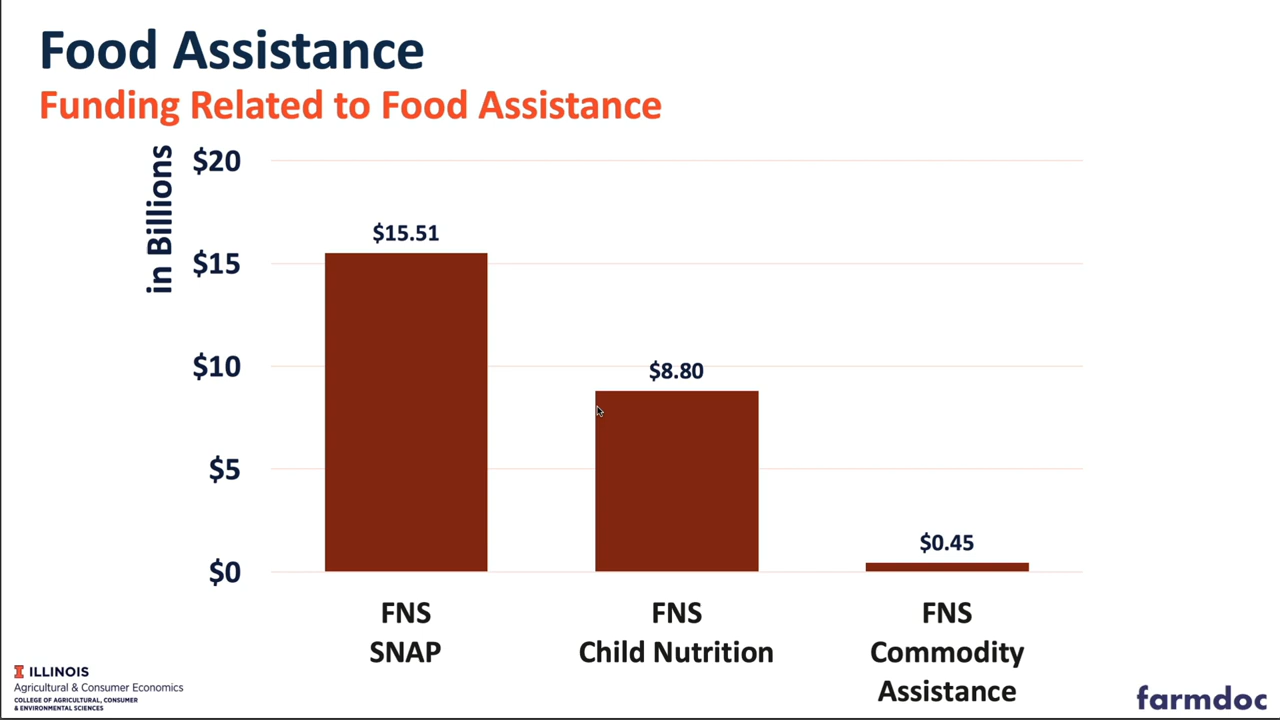 Food Assistance
Funding Related to Food Assistance
in Billions
$20
$15
$10
$5
$0
$15.51
$8.80
$0.45
FNS
SNAP
FNS
Child Nutrition
FNS
Commodity
Assistance
I ILLINOIS
Agricultural & Consumer Economics
COLLEGE OF AGRICULTURAL, CONSUMER
& ENVIRONMENTAL SCIENCES
farmdoc